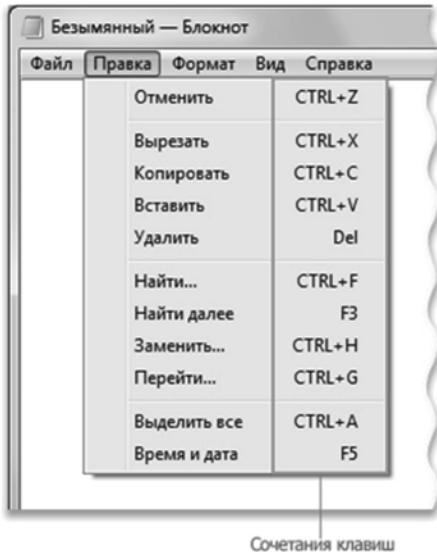 Безымянный — Блокнот
Файл Правка Формат Вид Справка
Отменить CTRL+Z
Вырезать CTRL+X
Копировать CTRL+C
Вставить CTRL+V
Удалить Del
Найти... CTRL+F
Найти далее F3
Заменить... CTRL+H
Перейти... CTRL+G
Выделить все CTRL+A
Время и дата F5
Сочетания клавиш